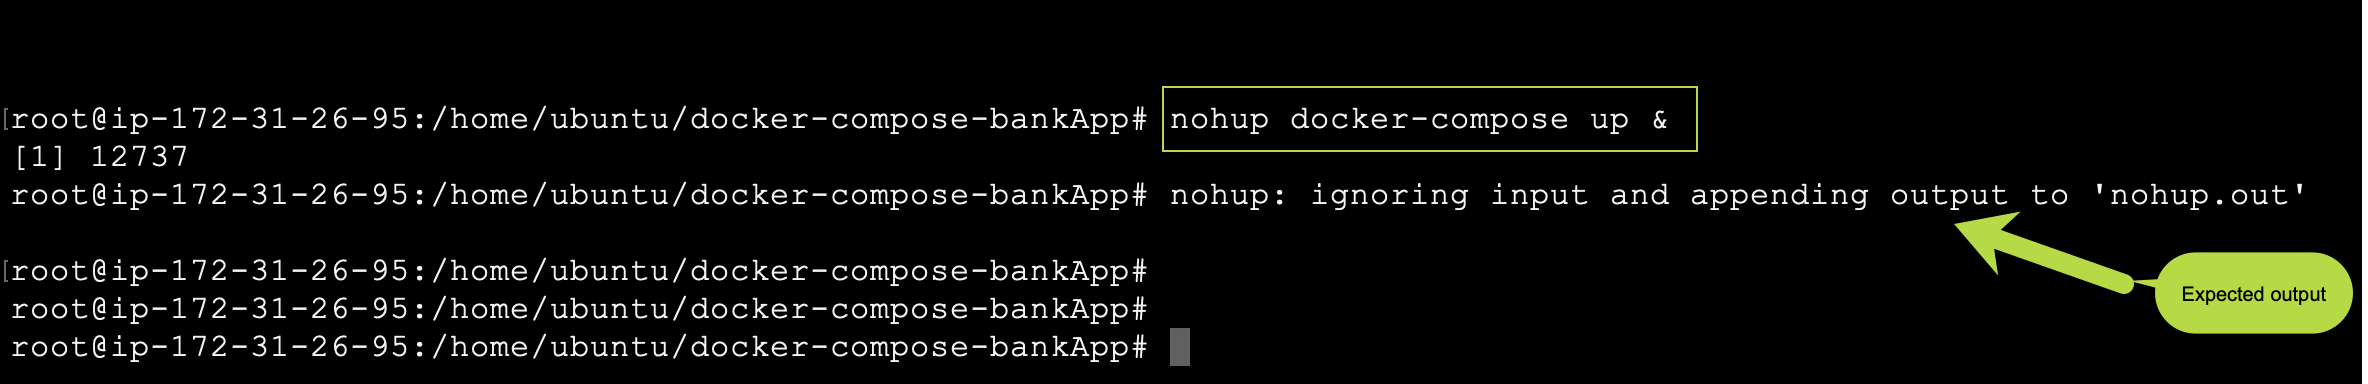 root@ip-172-31-26-95:/home/ubuntu/docker-compose-bankApp# nohup docker-compose up &
[1] 12737
root@ip-172-31-26-95:/home/ubuntu/docker-compose-bankApp# nohup: ignoring input and appending output to 'nohup.out'
root@ip-172-31-26-95:/home/ubuntu/docker-compose-bankApp#
Expected output
root@ip-172-31-26-95:/home/ubuntu/docker-compose-bankApp#
root@ip-172-31-26-95:/home/ubuntu/docker-compose-bankApp#